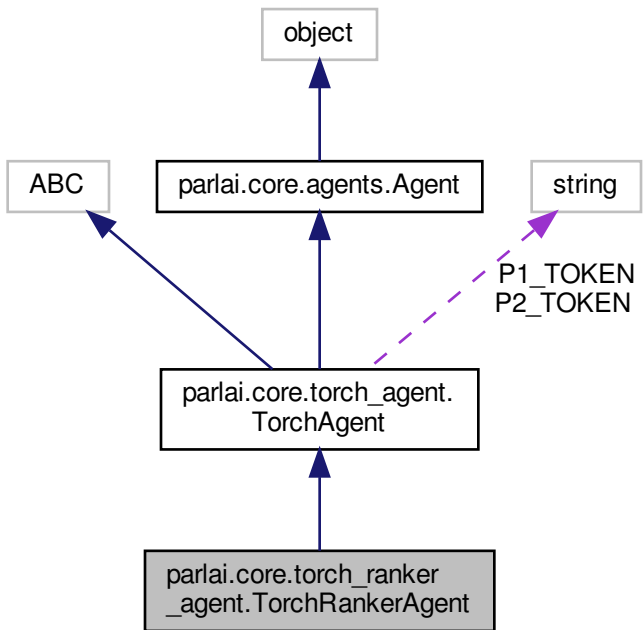 object
ABC
parlai.core.agents.Agent
string
P1_TOKEN
P2_TOKEN
parlai.core.torch_agent.
TorchAgent
parlai.core.torch_ranker
_agent.TorchRankerAgent